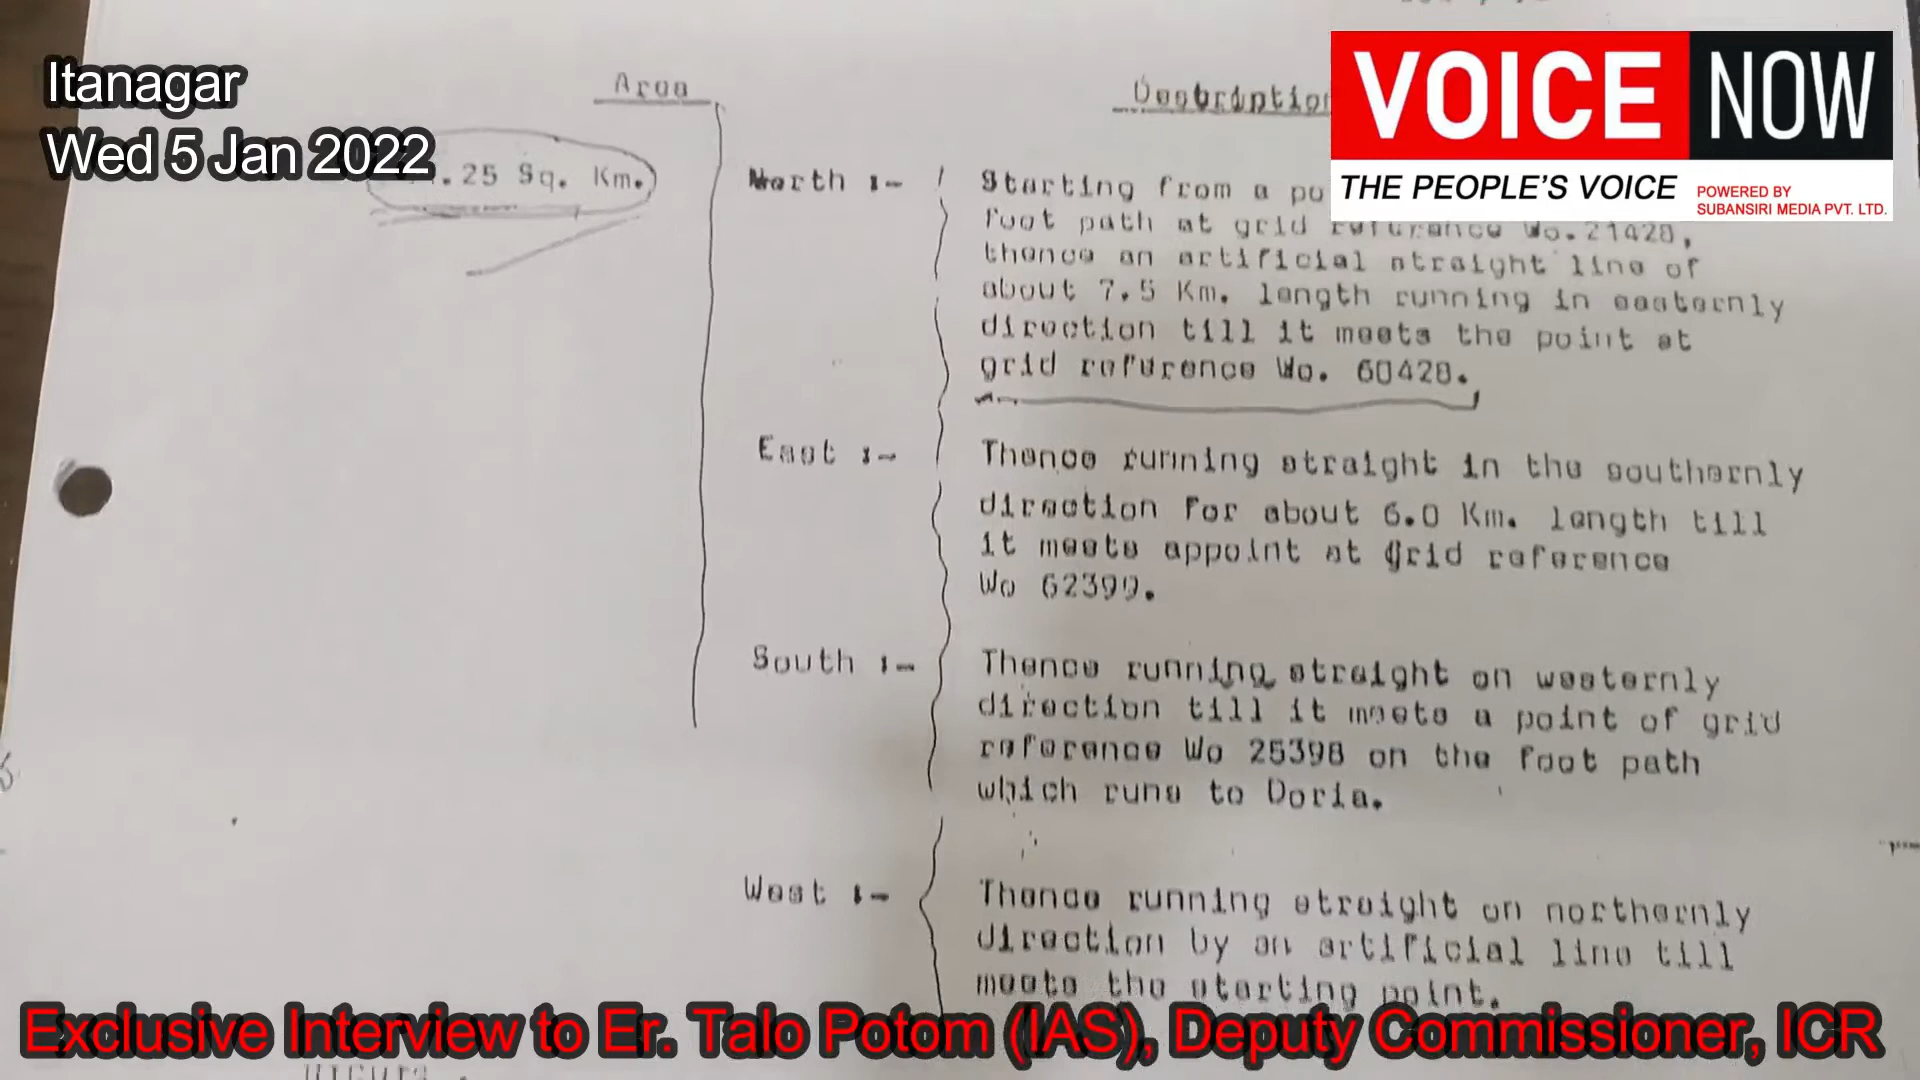 Itanagar
Wed 5 Jan 2022
VOICE NOW
THE PEOPLE'S VOICE
POWERED BY
SUBANSIRI MEDIA PVT. LTD.
Area
Description
.25 Sq. Km.
North :-
Starting from a po
foot path at grid reference Wo.21428,
thence an artificial straight line of
about 7.5 Km. length running in easternly
direction till it meets the point at
grid reference Wo. 60428.
East :-
Thence running straight in the southernly
direction for about 6.0 Km. length till
it meets appoint at grid reference
Wo 62399.
South :-
Thence running straight on westernly
direction till it meets a point of grid
reference Wo 25398 on the foot path
which runs to Doria.
West :-
Thence running straight on northernly
direction by an artificial line till
meets the starting point.
Exclusive Interview to Er. Talo Potom (IAS), Deputy Commissioner, ICR